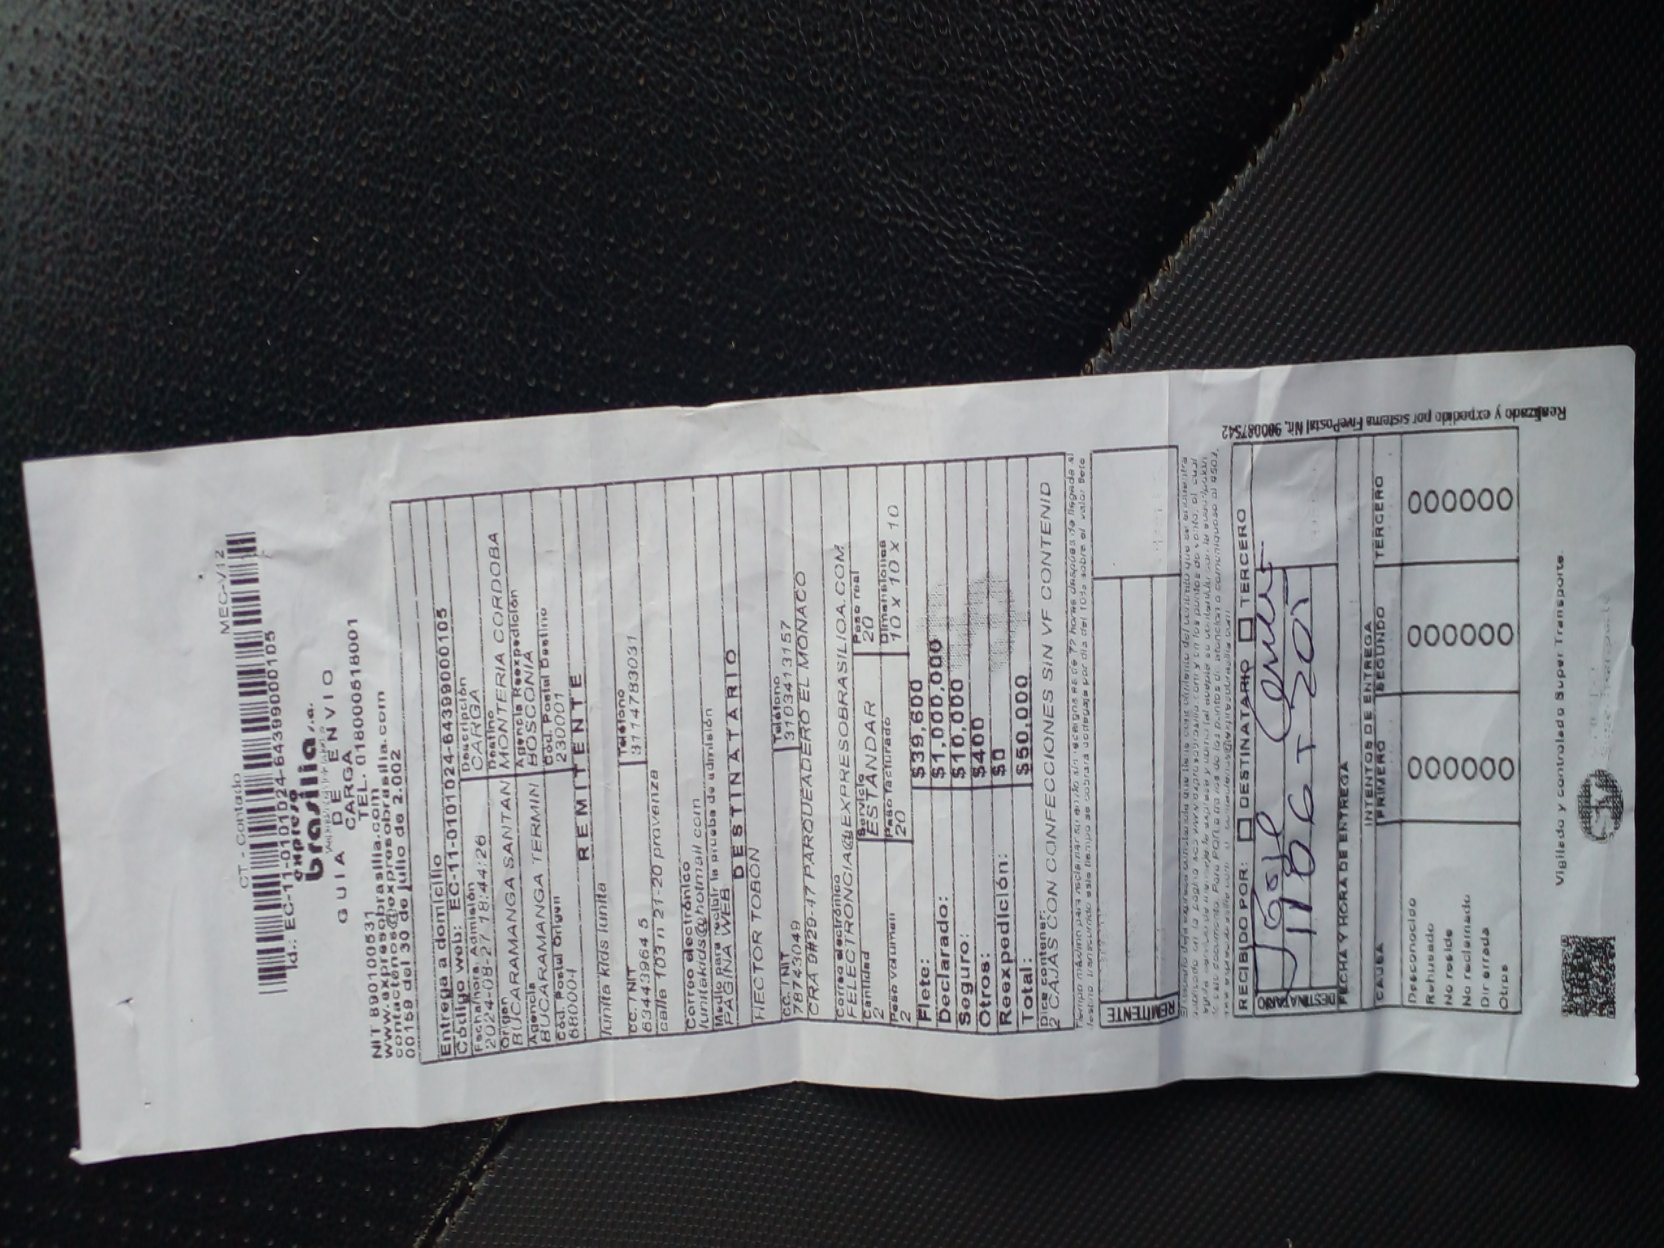 CT - Contado
MEC-V12
Id.: EC-11-0101024-64399000105
expreso
brasilia s.a.
GUIA DE ENVIO
CARGA
TEL. 018000518001
NIT 890100531
www.expresobrasilia.com
contactenos@expresobrasilia.com
00159 del 30 de julio de 2.002
Entrega a domicilio
Código web: EC-11-0101024-64399000105
Fecha/Hora Admisión
Descripción
2024-08-27 18:44:26
CARGA
Origen
Destino
BUCARAMANGA SANTAN
MONTERIA CORDOBA
Agencia
Agencia Reexpedición
BUCARAMANGA TERMIN
BOSCONIA
Cód. Postal Origen
Cód. Postal Destino
680004
230001
REMITENTE
lunita kids lunita
CC./NIT
Teléfono
63443964 5
3114783031
calle 103 n 21-20 provenza
Correo electrónico
lunitakids@hotmail.com
Medio para recibir la prueba de admisión
PAGINA WEB
DESTINATARIO
HECTOR TOBON
CC./NIT
Teléfono
78743049
3103413157
CRA 9#20-47 PARQUEADERO EL MONACO
Correo electrónico
FELECTRONICA@EXPRESOBRASILIA.COM
Cantidad
Servicio
Peso real
2
ESTANDAR
20
Peso volumen
Peso facturado
Dimensiones
2
20
10 x 10 x 10
Flete: $39,600
Declarado: $1,000,000
Seguro: $10,000
Otros: $400
Reexpedición: $0
Total: $50,000
Dice contener:
2 CAJAS CON CONFECCIONES SIN VF CONTENID
REMITENTE
RECIBIDO POR: DESTINATARIO TERCERO
DESTINATARIO
FECHA Y HORA DE ENTREGA
INTENTOS DE ENTREGA
CAUSA
PRIMERO
SEGUNDO
TERCERO
Desconocido
Rehusado
No reside
No reclamado
Dir errada
Otros
Realizado y expedido por sistema FivePostal Nit. 900087542
Vigilado y controlado Super Transporte